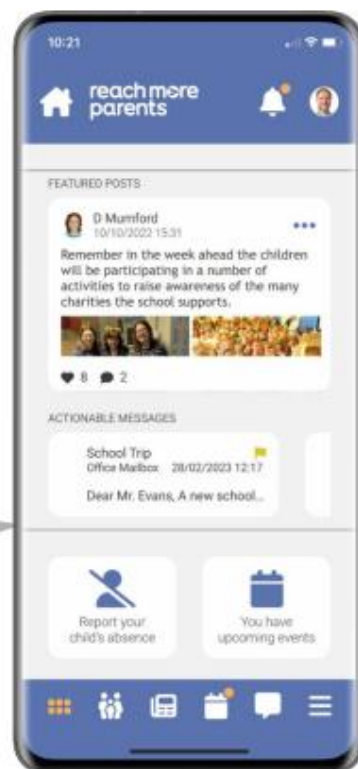 10:21
reach more
parents
FEATURED POSTS
D Mumford
10/10/2022 15:31
Remember in the week ahead the children
will be participating in a number of
activities to raise awareness of the many
charities the school supports.
8 2
ACTIONABLE MESSAGES
School Trip
Office Mailbox 28/02/2023 12:17
Dear Mr. Evans, A new school...
Report your
child's absence
You have
upcoming events